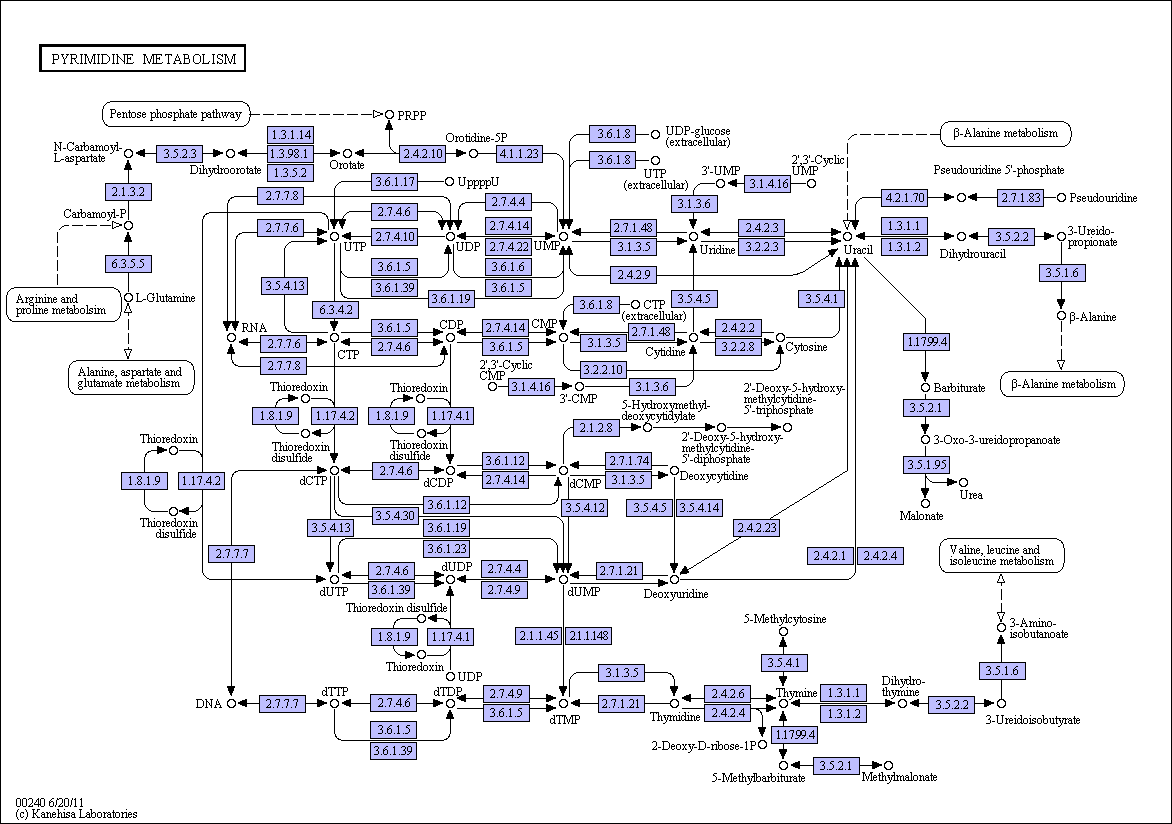 PYRIMIDINE METABOLISM
Pentose phosphate pathway
PRPP
3.6.1.8
UDP-glucose
(extracellular)
β-Alanine metabolism
N-Carbamoyl-
L-aspartate
3.5.2.3
Dihydroorotate
1.3.1.14
1.3.98.1
1.3.5.2
Orotate
2.4.2.10
Orotidine-5P
4.1.1.23
3.6.1.8
UTP
(extracellular)
3'-UMP
3.1.4.16
2',3'-Cyclic
UMP
Pseudouridine 5'-phosphate
2.1.3.2
3.6.1.17
UppppU
2.7.7.8
2.7.4.6
2.7.4.4
3.1.3.6
4.2.1.70
2.7.1.83
Pseudouridine
Carbamoyl-P
2.7.7.6
UTP
2.7.4.10
UDP
2.7.4.14
2.7.4.22
UMP
2.7.1.48
3.1.3.5
Uridine
2.4.2.3
3.2.2.3
Uracil
1.3.1.1
1.3.1.2
Dihydrouracil
3.5.2.2
3-Ureido-
propionate
6.3.5.5
3.6.1.5
3.6.1.39
3.6.1.6
3.6.1.5
2.4.2.9
3.5.1.6
Arginine and
proline metabolsim
L-Glutamine
3.5.4.13
3.6.1.19
6.3.4.2
3.6.1.8
CTP
(extracellular)
3.5.4.5
3.5.4.1
β-Alanine
RNA
2.7.7.6
CTP
3.6.1.5
2.7.4.6
CDP
2.7.4.14
3.6.1.5
CMP
2.7.1.48
3.1.3.5
Cytidine
2.4.2.2
3.2.2.8
Cytosine
1.1799.4
2.7.7.8
3.2.2.10
Alanine, aspartate and
glutamate metabolism
2',3'-Cyclic
CMP
3.1.4.16
3'-CMP
3.1.3.6
Barbiturate
β-Alanine metabolism
Thioredoxin
1.8.1.9
1.17.4.2
Thioredoxin
disulfide
Thioredoxin
1.8.1.9
1.17.4.1
Thioredoxin
disulfide
2.1.2.8
5-Hydroxymethyl-
deoxycytidylate
2'-Deoxy-5-hydroxy-
methylcytidine-
5'-diphosphate
2'-Deoxy-5-hydroxy-
methylcytidine-
5'-triphosphate
3.5.2.1
3-Oxo-3-ureidopropanoate
Thioredoxin
1.8.1.9
1.17.4.2
Thioredoxin
disulfide
dCTP
2.7.4.6
dCDP
3.6.1.12
2.7.4.14
dCMP
2.7.1.74
3.1.3.5
Deoxycytidine
3.5.1.95
Urea
Malonate
3.6.1.12
3.5.4.30
3.5.4.13
3.6.1.19
3.6.1.23
3.5.4.12
3.5.4.5
3.5.4.14
2.4.2.23
2.7.7.7
2.4.2.1
2.4.2.4
Valine, leucine and
isoleucine metabolism
dUTP
2.7.4.6
3.6.1.39
dUDP
2.7.4.4
2.7.4.9
dUMP
2.7.1.21
Deoxyuridine
Thioredoxin disulfide
1.8.1.9
1.17.4.1
Thioredoxin
UDP
2.1.1.45
2.1.1.148
5-Methylcytosine
3.5.4.1
3-Amino-
isobutanoate
3.5.1.6
DNA
2.7.7.7
dTTP
2.7.4.6
dTDP
2.7.4.9
3.6.1.5
dTMP
3.1.3.5
2.7.1.21
Thymidine
2.4.2.6
2.4.2.4
Thymine
1.3.1.1
1.3.1.2
Dihydro-
thymine
3.5.2.2
3-Ureidoisobutyrate
3.6.1.5
3.6.1.39
2-Deoxy-D-ribose-1P
1.1799.4
5-Methylbarbiturate
3.5.2.1
Methylmalonate
00240 6/20/11
(c) Kanehisa Laboratories